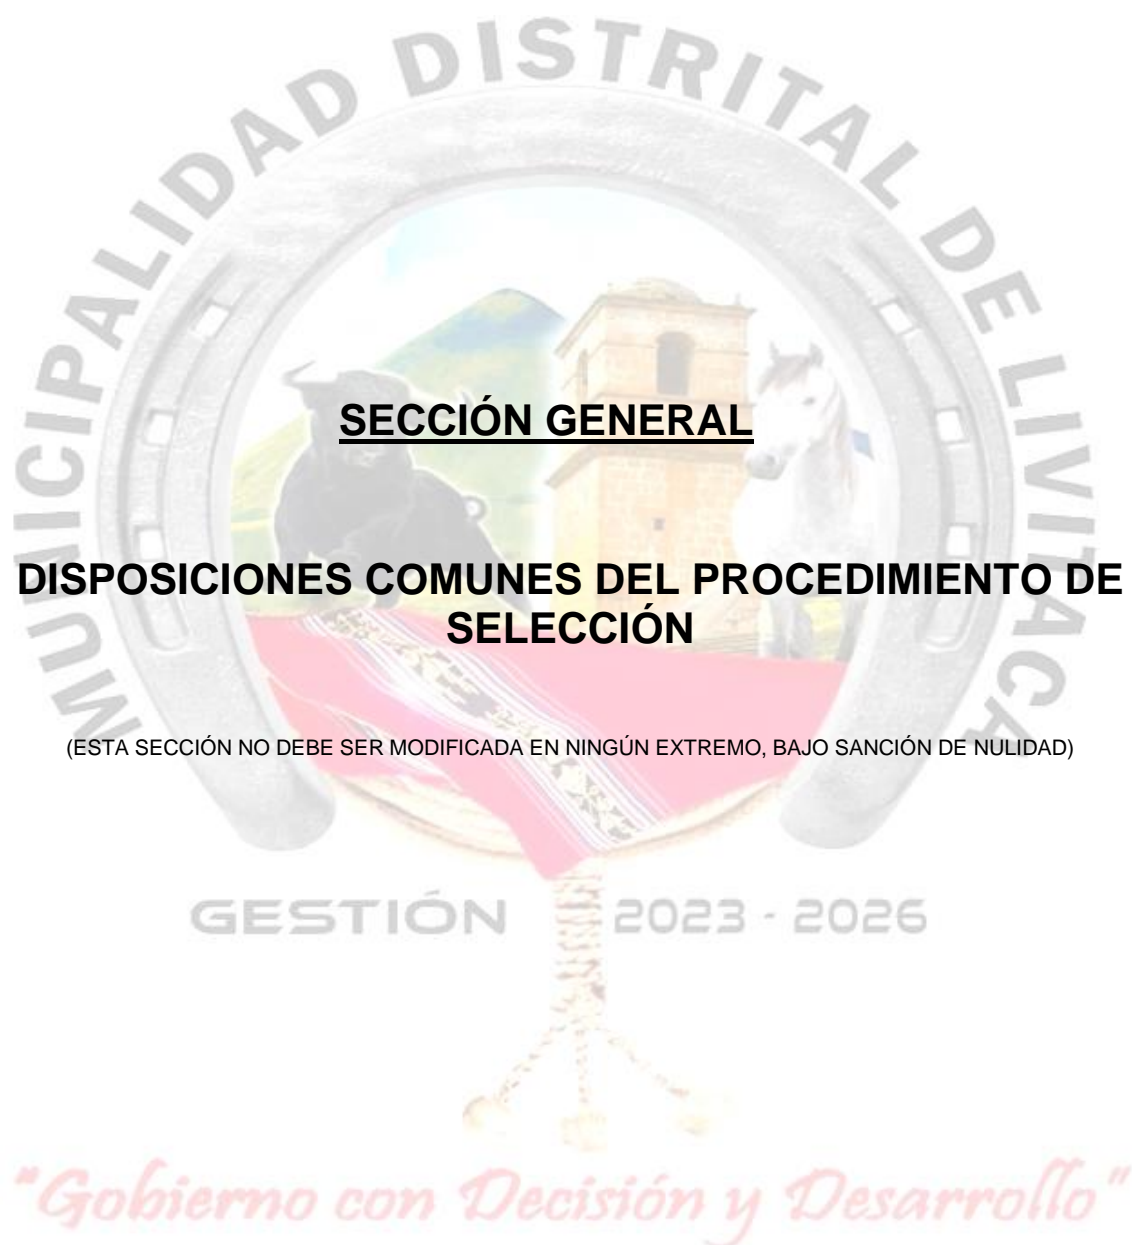 MUNICIPALIDAD DISTRITAL DE LIVITACA
SECCIÓN GENERAL
DISPOSICIONES COMUNES DEL PROCEDIMIENTO DE
SELECCIÓN
(ESTA SECCIÓN NO DEBE SER MODIFICADA EN NINGÚN EXTREMO, BAJO SANCIÓN DE NULIDAD)
GESTIÓN 2023 - 2026
"Gobierno con Decisión y Desarrollo"